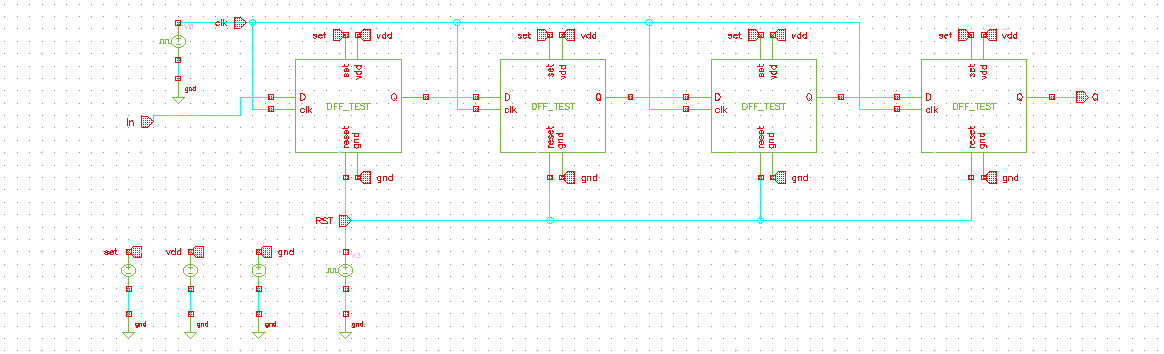 V8 clk
set vdd set vdd set vdd set vdd
set vdd set vdd set vdd set vdd
gnd
D Q D Q D Q D Q Q
DFF_TEST DFF_TEST DFF_TEST DFF_TEST
clk clk clk clk
In
reset gnd reset gnd reset gnd reset gnd
gnd gnd gnd gnd
RST
set vdd gnd V3
gnd gnd gnd gnd